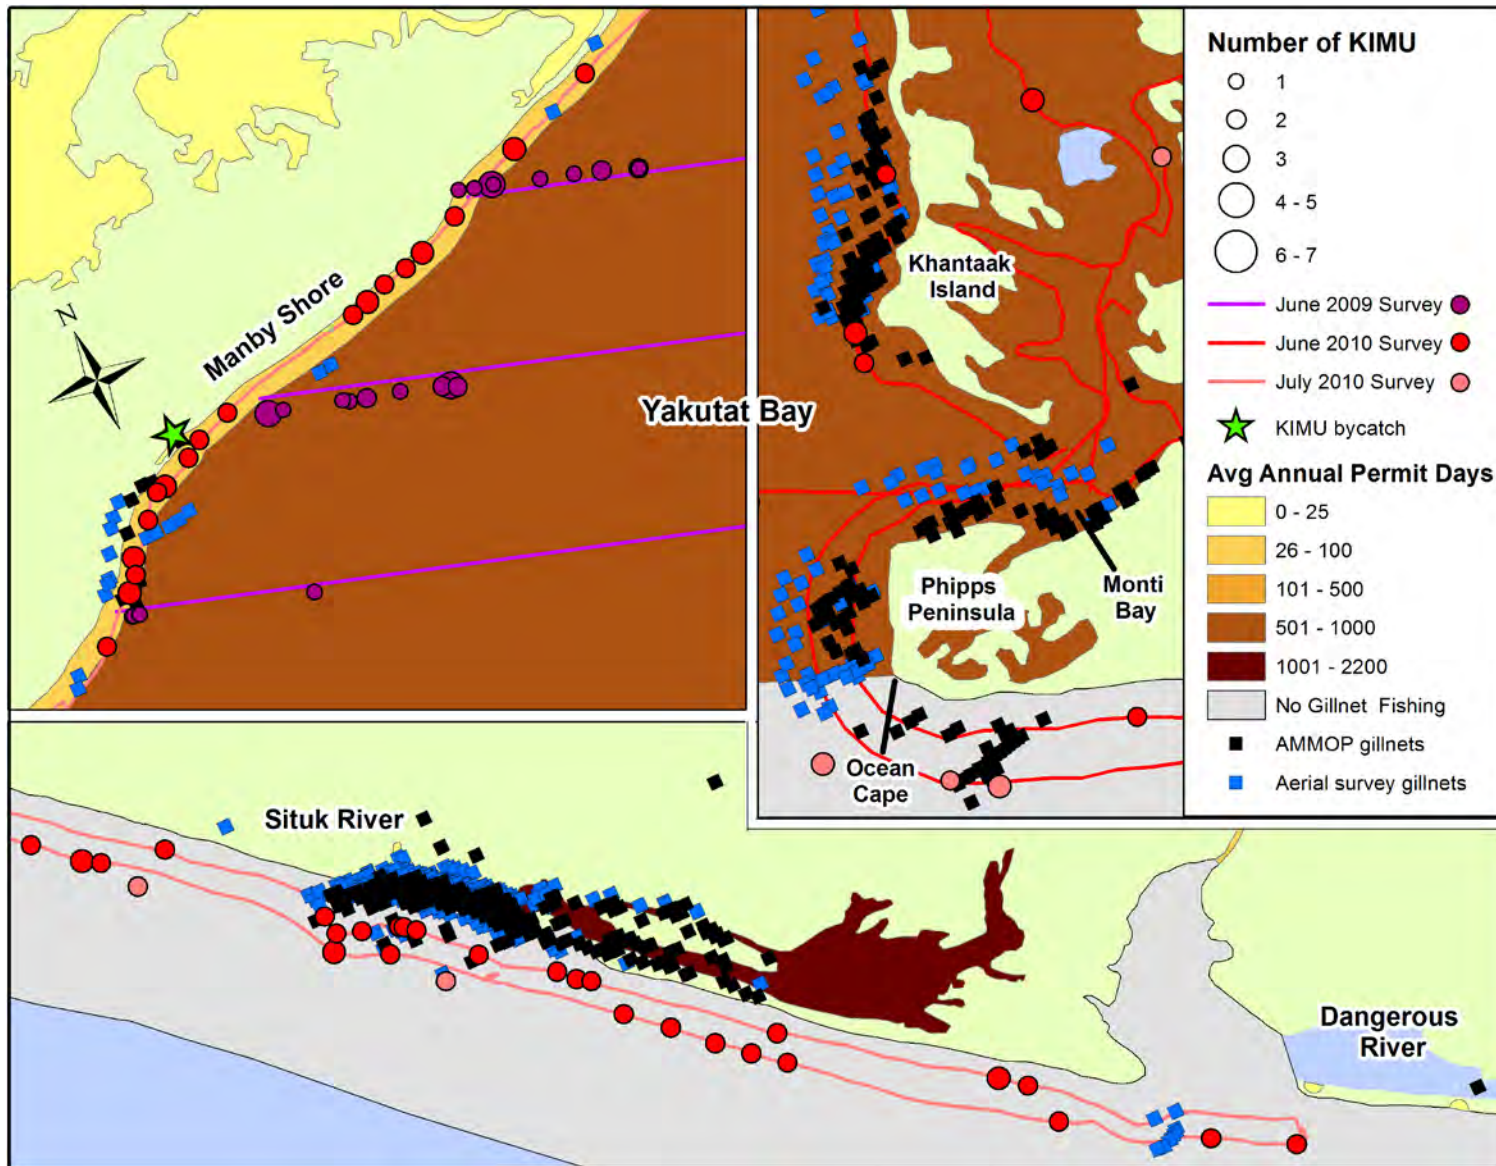 N
Manby Shore
Yakutat Bay
Khantaak
Island
Phipps
Peninsula
Monti
Bay
Ocean
Cape
Situk River
Dangerous
River
Number of KIMU
1
2
3
4 - 5
6 - 7
June 2009 Survey
June 2010 Survey
July 2010 Survey
KIMU bycatch
Avg Annual Permit Days
0 - 25
26 - 100
101 - 500
501 - 1000
1001 - 2200
No Gillnet Fishing
AMMOP gillnets
Aerial survey gillnets